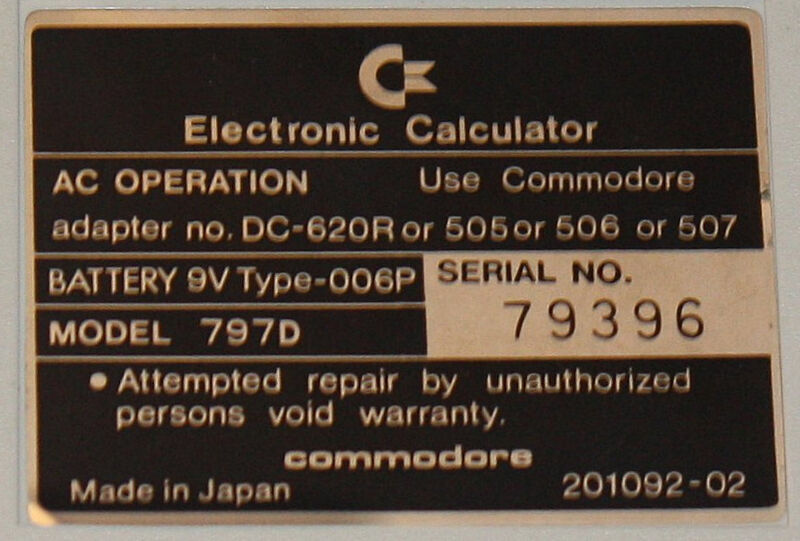 Electronic Calculator
AC OPERATION Use Commodore
adapter no. DC-620R or 505 or 506 or 507
BATTERY 9V Type-006P
SERIAL NO.
79396
MODEL 797D
• Attempted repair by unauthorized
persons void warranty.
commodore
Made in Japan 201092-02